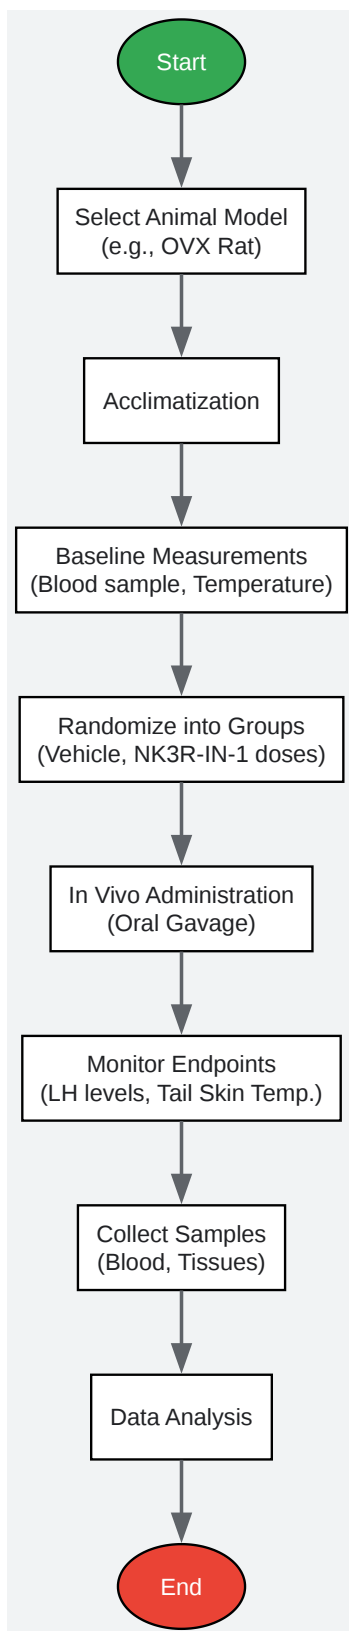 Start
Select Animal Model
(e.g., OVX Rat)
Acclimatization
Baseline Measurements
(Blood sample, Temperature)
Randomize into Groups
(Vehicle, NK3R-IN-1 doses)
In Vivo Administration
(Oral Gavage)
Monitor Endpoints
(LH levels, Tail Skin Temp.)
Collect Samples
(Blood, Tissues)
Data Analysis
End